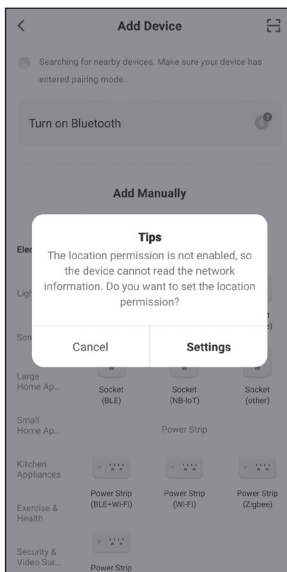 Add Device
Searching for nearby devices. Make sure your device has
entered pairing mode.
Turn on Bluetooth
Add Manually
Tips
The location permission is not enabled, so
the device cannot read the network
information. Do you want to set the location
permission?
Cancel
Settings
Large
Home Ap...
Socket
(BLE)
Socket
(NB-IoT)
Socket
(other)
Small
Home Ap...
Power Strip
Kitchen
Appliances
Power Strip
(BLE+Wi-Fi)
Power Strip
(Wi-Fi)
Power Strip
(Zigbee)
Exercise &
Health
Security &
Video Sur...
Power Strip